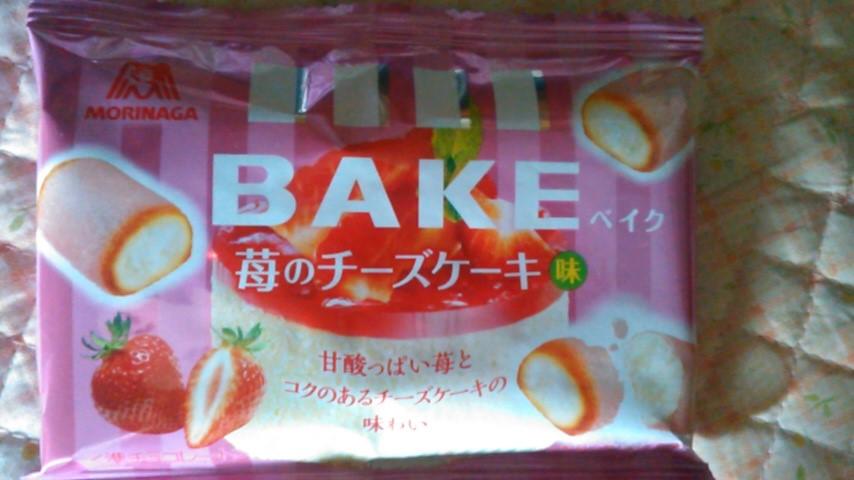 MORINAGA
BAKE
ベイク
苺のチーズケーキ味
甘酸っぱい苺と
コクのあるチーズケーキの
味わい